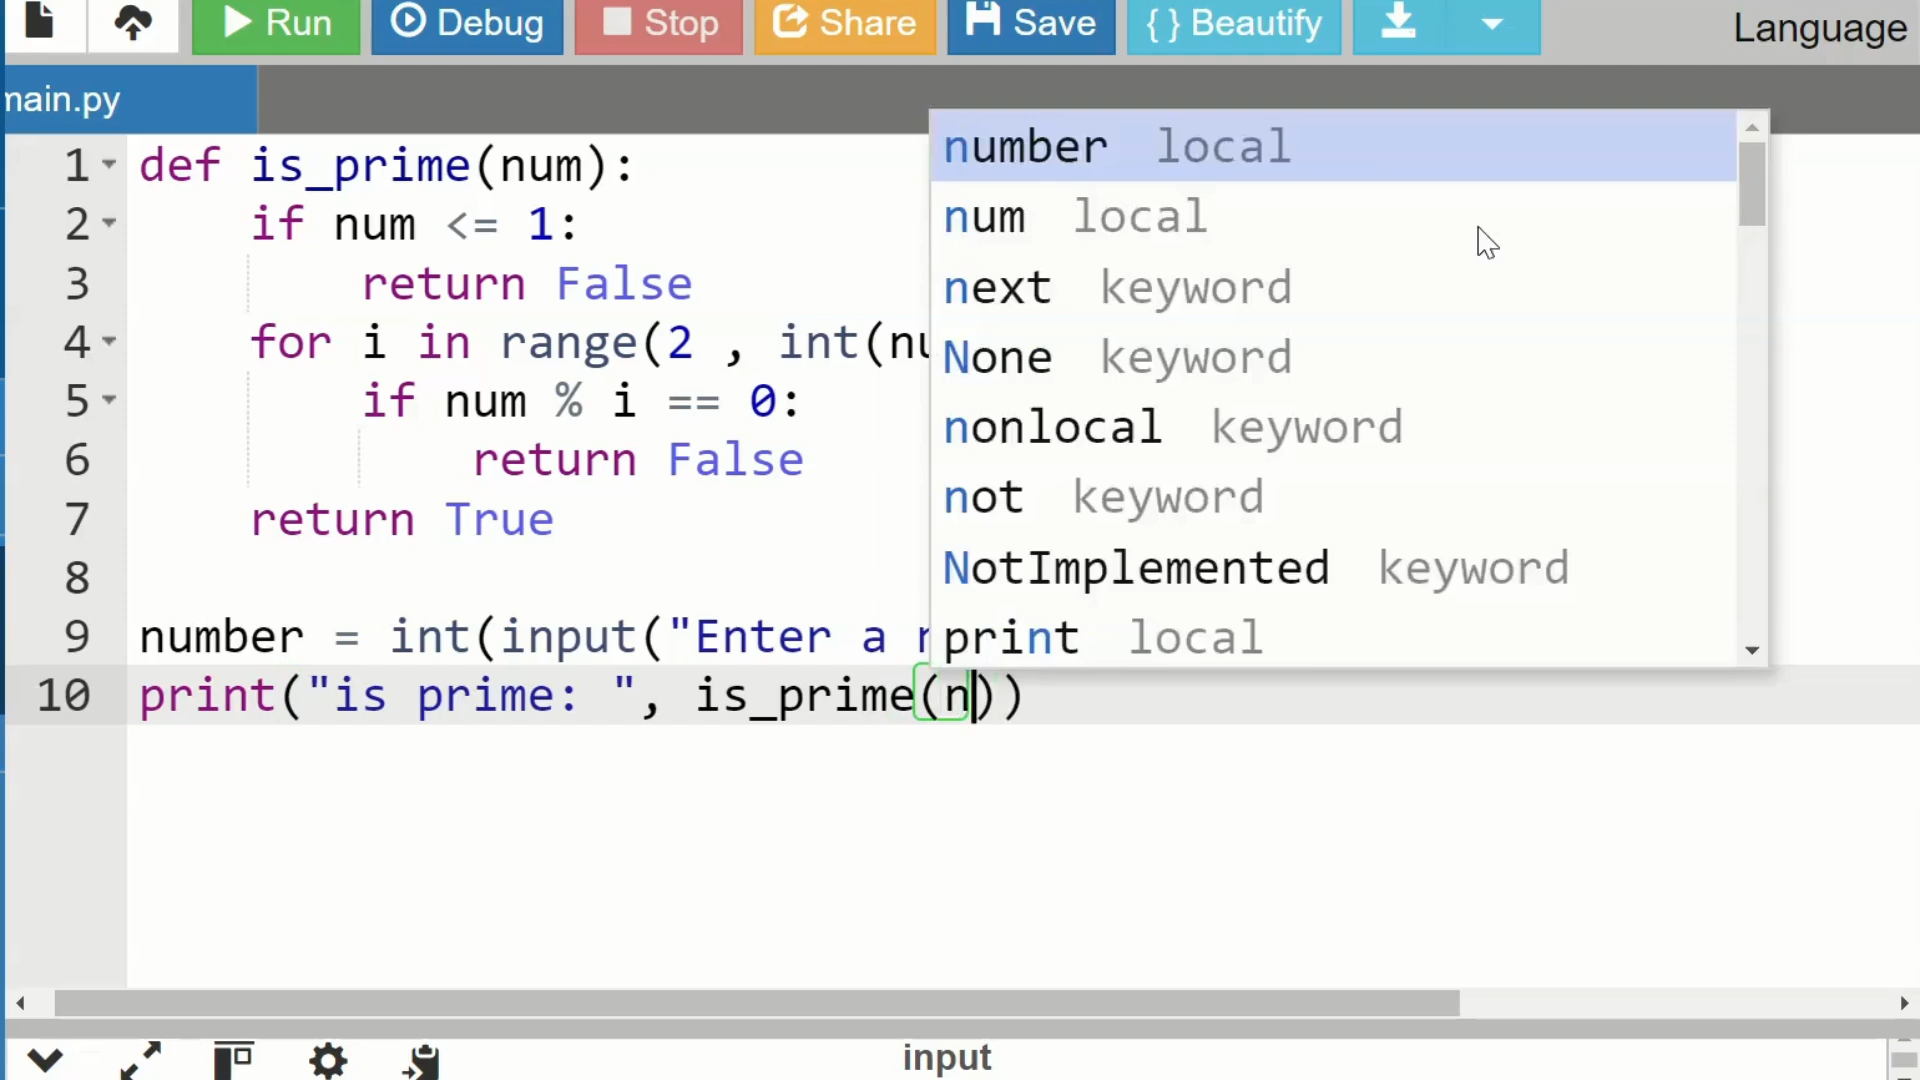 Run Debug Stop Share Save { } Beautify Language
main.py
1 def is_prime(num):
2 if num <= 1:
3 return False
4 for i in range(2 , int(nu
5 if num % i == 0:
6 return False
7 return True
8
9 number = int(input("Enter a
10 print("is prime: ", is_prime(n))
number local
num local
next keyword
None keyword
nonlocal keyword
not keyword
NotImplemented keyword
print local
input